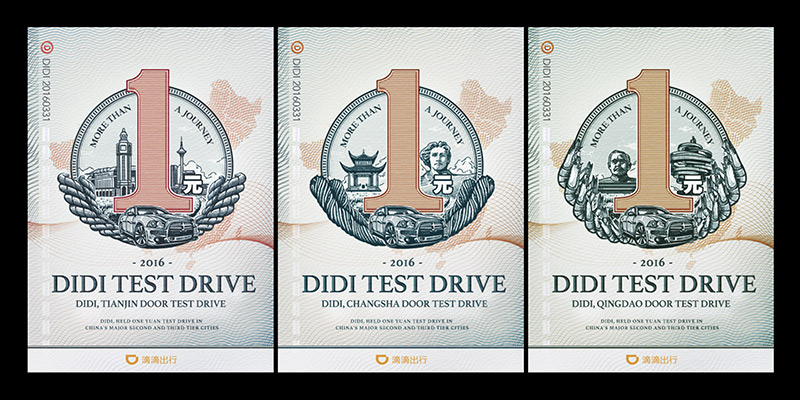 DIDI 20160331
MORE THAN A JOURNEY
1
元
- 2016 -
DIDI TEST DRIVE
DIDI, TIANJIN DOOR TEST DRIVE
DIDI, HELD ONE YUAN TEST DRIVE IN
CHINA'S MAJOR SECOND AND THIRD TIER CITIES
滴滴出行
DIDI 20160331
MORE THAN A JOURNEY
1
元
- 2016 -
DIDI TEST DRIVE
DIDI, CHANGSHA DOOR TEST DRIVE
DIDI, HELD ONE YUAN TEST DRIVE IN
CHINA'S MAJOR SECOND AND THIRD TIER CITIES
滴滴出行
DIDI 20160331
MORE THAN A JOURNEY
1
元
- 2016 -
DIDI TEST DRIVE
DIDI, QINGDAO DOOR TEST DRIVE
DIDI, HELD ONE YUAN TEST DRIVE IN
CHINA'S MAJOR SECOND AND THIRD TIER CITIES
滴滴出行